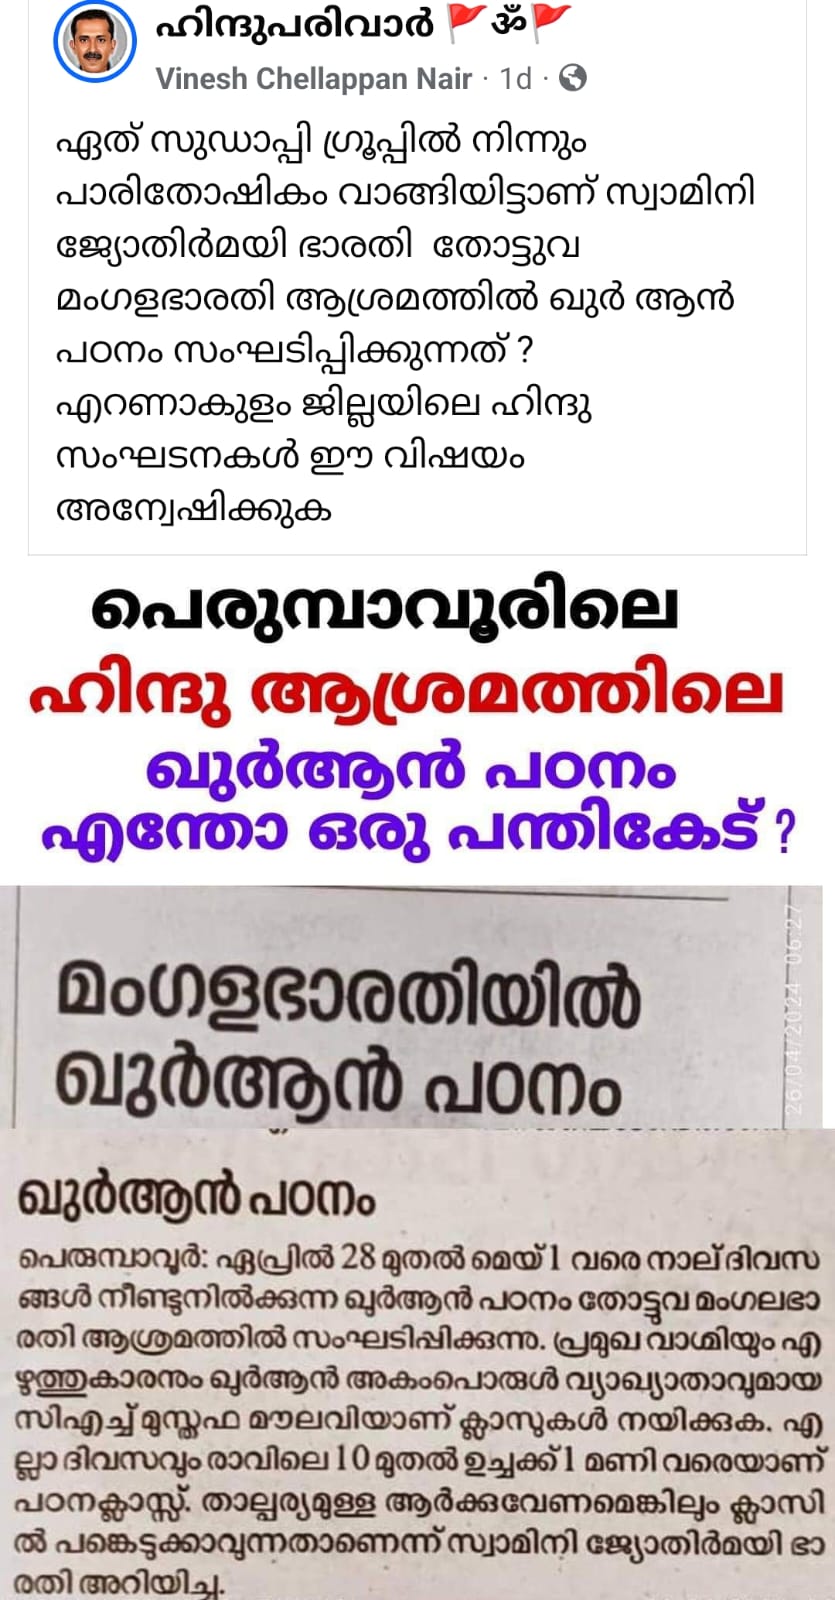 ഹിന്ദുപരിവാർ 🚩🕉🚩
Vinesh Chellappan Nair · 1d ·
ഏത് സുഡാപ്പി ഗ്രൂപ്പിൽ നിന്നും
പാരിതോഷികം വാങ്ങിയിട്ടാണ് സ്വാമിനി
ജ്യോതിർമയി ഭാരതി തോട്ടുവ
മംഗളഭാരതി ആശ്രമത്തിൽ ഖുർ ആൻ
പഠനം സംഘടിപ്പിക്കുന്നത് ?
എറണാകുളം ജില്ലയിലെ ഹിന്ദു
സംഘടനകൾ ഈ വിഷയം
അന്വേഷിക്കുക
പെരുമ്പാവൂരിലെ
ഹിന്ദു ആശ്രമത്തിലെ
ഖുർആൻ പഠനം
എന്തോ ഒരു പന്തികേട് ?
മംഗളഭാരതിയിൽ
ഖുർആൻ പഠനം
26/04/2024 06:27
ഖുർആൻ പഠനം
പെരുമ്പാവൂർ: ഏപ്രിൽ 28 മുതൽ മെയ് 1 വരെ നാല് ദിവസ
ങ്ങൾ നീണ്ടുനിൽക്കുന്ന ഖുർആൻ പഠനം തോട്ടുവ മംഗലഭാ
രതി ആശ്രമത്തിൽ സംഘടിപ്പിക്കുന്നു. പ്രമുഖ വാഗ്മിയും എ
ഴുത്തുകാരനും ഖുർആൻ അകംപൊരുൾ വ്യാഖ്യാതാവുമായ
സിഎച്ച് മുസ്തഫ മൗലവിയാണ് ക്ലാസുകൾ നയിക്കുക. എ
ല്ലാ ദിവസവും രാവിലെ 10 മുതൽ ഉച്ചക്ക് 1 മണി വരെയാണ്
പഠനക്ലാസ്സ്. താല്പര്യമുള്ള ആർക്കുവേണമെങ്കിലും ക്ലാസി
ൽ പങ്കെടുക്കാവുന്നതാണെന്ന് സ്വാമിനി ജ്യോതിർമയി ഭാ
രതി അറിയിച്ചു.